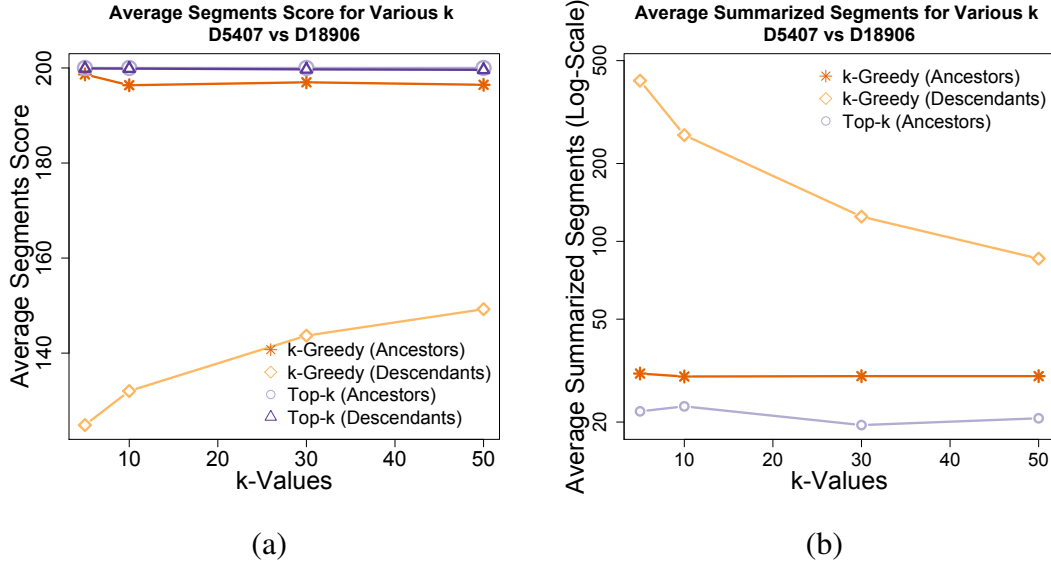 Average Segments Score for Various k
D5407 vs D18906
Average Segments Score
200
180
160
140
k-Greedy (Ancestors)
k-Greedy (Descendants)
Top-k (Ancestors)
Top-k (Descendants)
10 20 30 40 50
k-Values
(a)
Average Summarized Segments for Various k
D5407 vs D18906
Average Summarized Segments (Log-Scale)
500
200
100
50
20
k-Greedy (Ancestors)
k-Greedy (Descendants)
Top-k (Ancestors)
10 20 30 40 50
k-Values
(b)